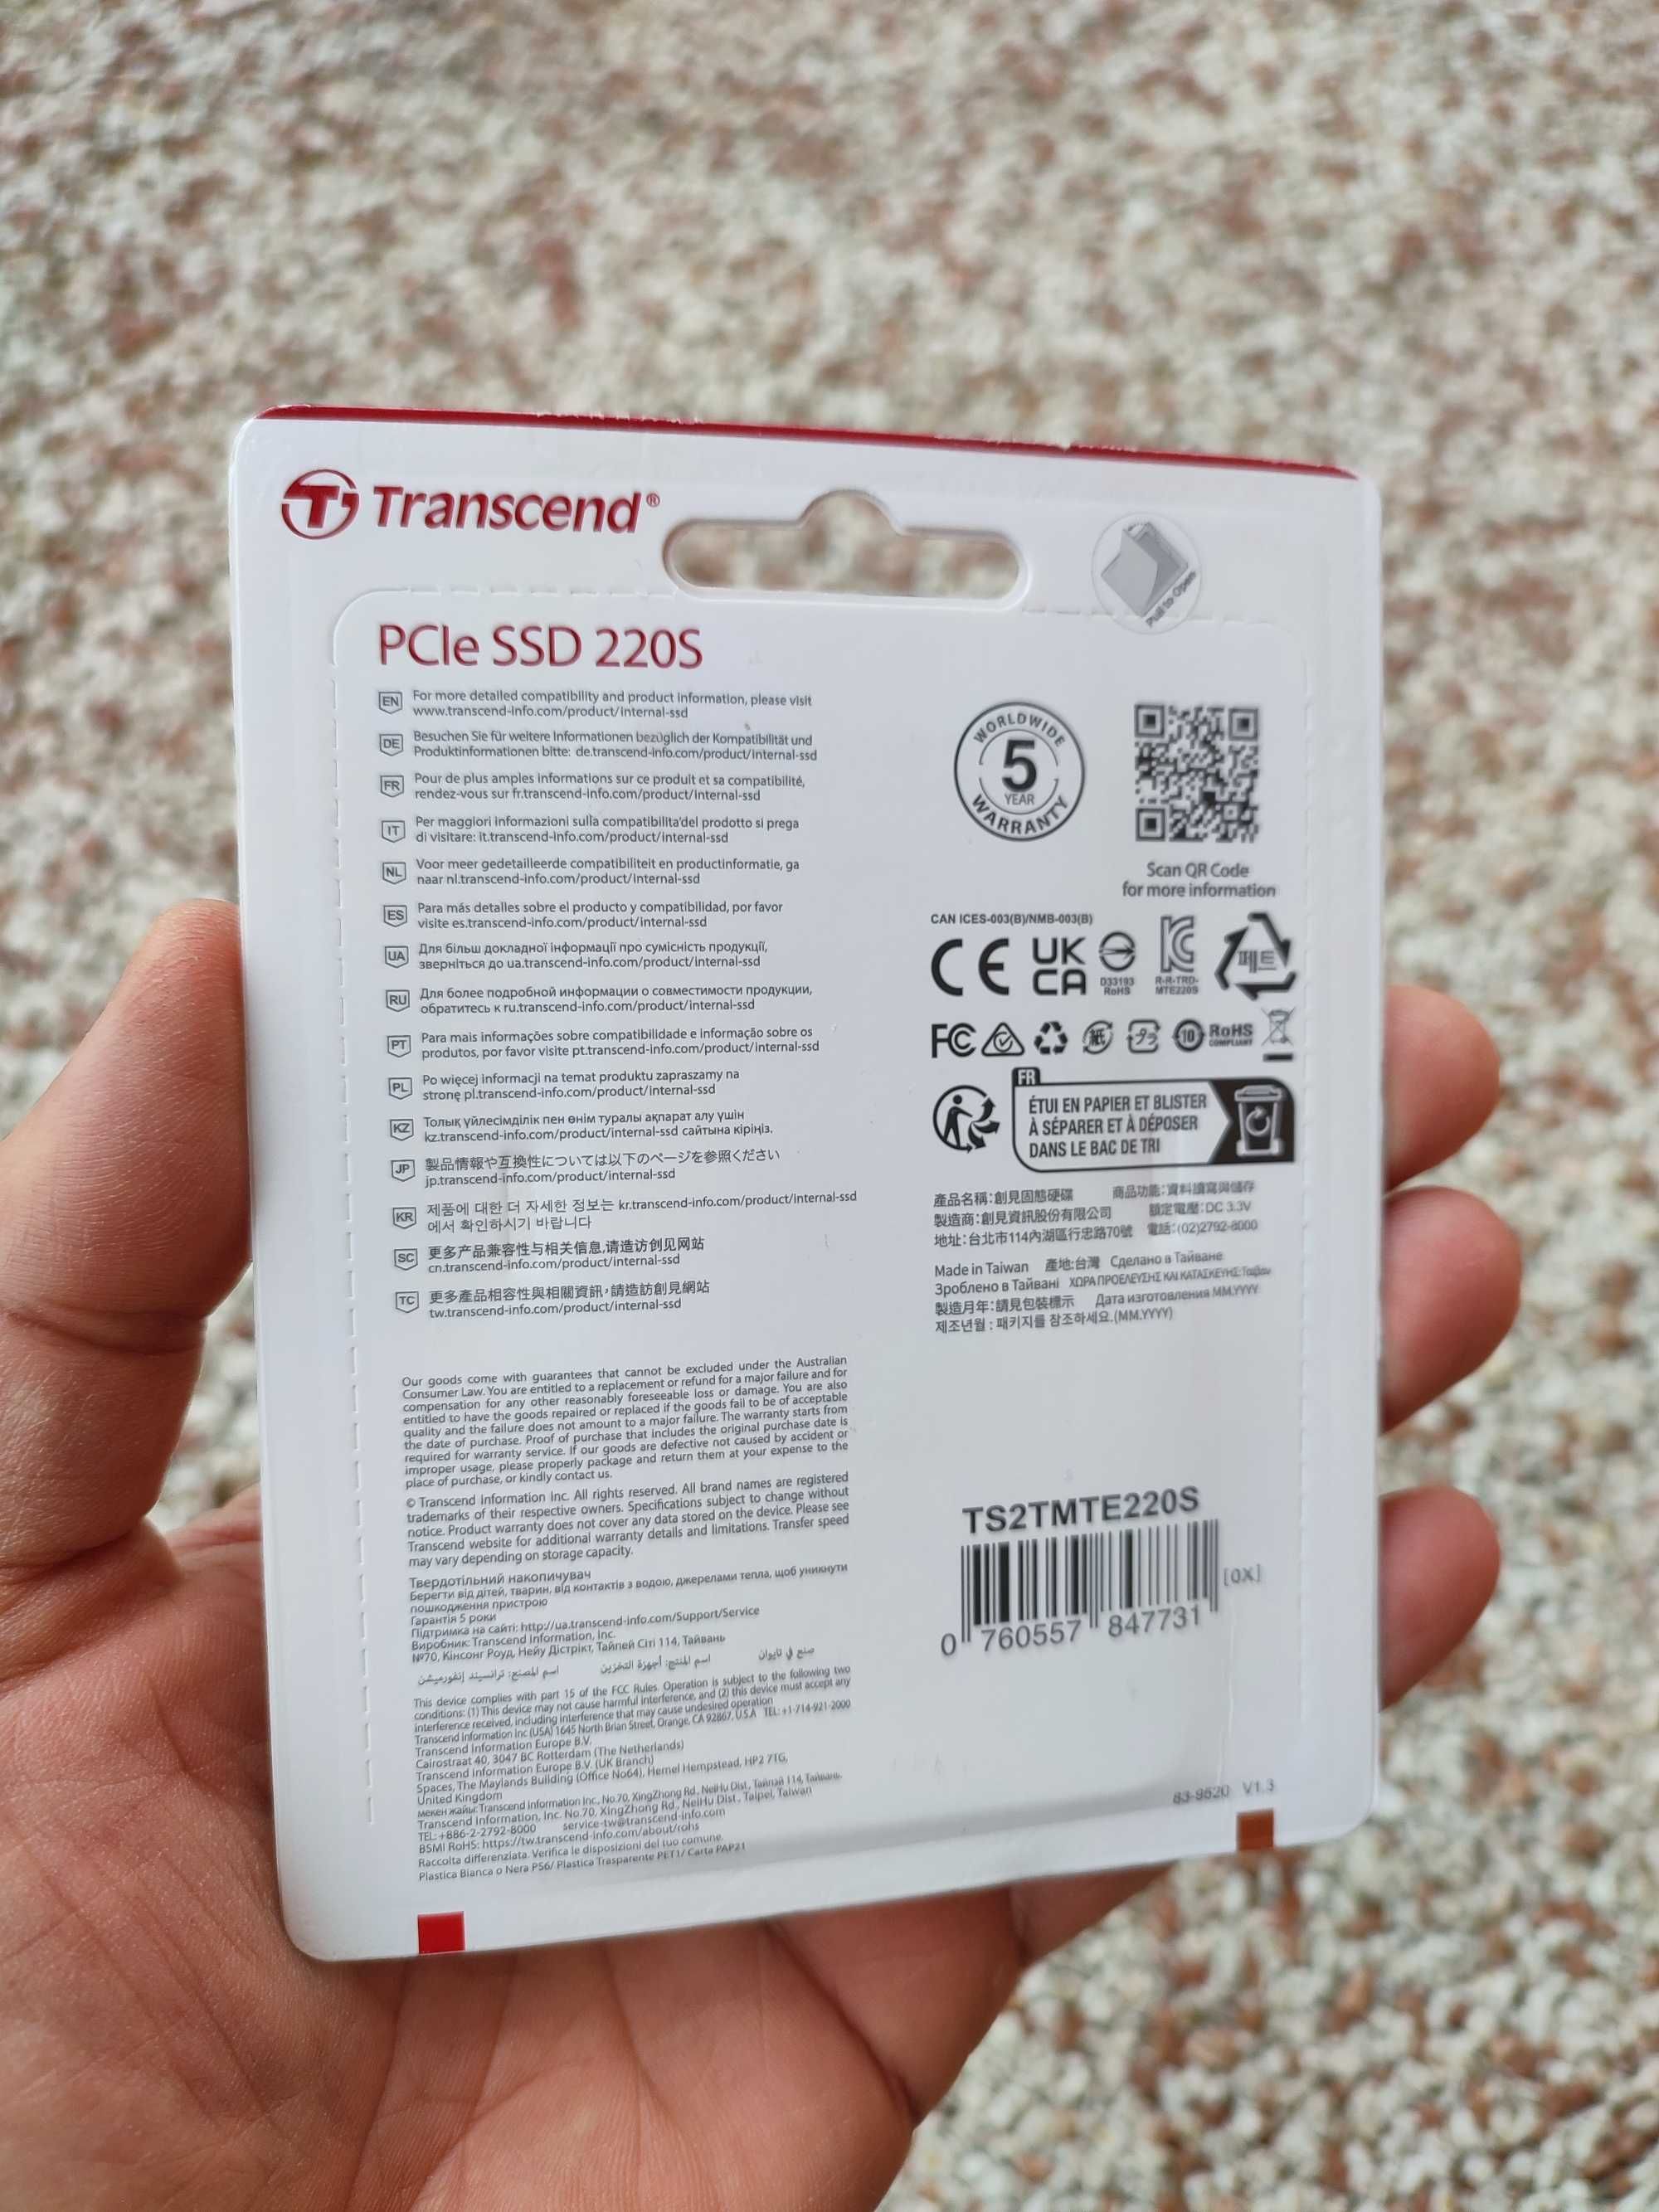 Transcend®
Pull to Open
PCIe SSD 220S
EN For more detailed compatibility and product information, please visit
www.transcend-info.com/product/internal-ssd
DE Besuchen Sie für weitere Informationen bezüglich der Kompatibilität und
Produktinformationen bitte: de.transcend-info.com/product/internal-ssd
FR Pour de plus amples informations sur ce produit et sa compatibilité,
rendez-vous sur fr.transcend-info.com/product/internal-ssd
IT Per maggiori informazioni sulla compatibilita'del prodotto si prega
di visitare: it.transcend-info.com/product/internal-ssd
NL Voor meer gedetailleerde compatibiliteit en productinformatie, ga
naar nl.transcend-info.com/product/internal-ssd
ES Para más detalles sobre el producto y compatibilidad, por favor
visite es.transcend-info.com/product/internal-ssd
UA Для більш докладної інформації про сумісність продукції,
зверніться до ua.transcend-info.com/product/internal-ssd
RU Для более подробной информации о совместимости продукции,
обратитесь к ru.transcend-info.com/product/internal-ssd
PT Para mais informações sobre compatibilidade e informação sobre os
produtos, por favor visite pt.transcend-info.com/product/internal-ssd
PL Po więcej informacji na temat produktu zapraszamy na
stronę pl.transcend-info.com/product/internal-ssd
KZ Толық үйлесімділік пен өнім туралы ақпарат алу үшін
kz.transcend-info.com/product/internal-ssd сайтына кіріңіз.
JP 製品情報や互換性については以下のページを参照ください
jp.transcend-info.com/product/internal-ssd
KR 제품에 대한 더 자세한 정보는 kr.transcend-info.com/product/internal-ssd
에서 확인하시기 바랍니다
SC 更多产品兼容性与相关信息,请造访创见网站
cn.transcend-info.com/product/internal-ssd
TC 更多產品相容性與相關資訊,請造訪創見網站
tw.transcend-info.com/product/internal-ssd
Our goods come with guarantees that cannot be excluded under the Australian
Consumer Law. You are entitled to a replacement or refund for a major failure and for
compensation for any other reasonably foreseeable loss or damage. You are also
entitled to have the goods repaired or replaced if the goods fail to be of acceptable
quality and the failure does not amount to a major failure. The warranty starts from
the date of purchase. Proof of purchase that includes the original purchase date is
required for warranty service. If our goods are defective not caused by accident or
improper usage, please properly package and return them at your expense to the
place of purchase, or kindly contact us.
© Transcend Information Inc. All rights reserved. All brand names are registered
trademarks of their respective owners. Specifications subject to change without
notice. Product warranty does not cover any data stored on the device. Please see
Transcend website for additional warranty details and limitations. Transfer speed
may vary depending on storage capacity.
Твердотільний накопичувач
Берегти від дітей, тварин, від контактів з водою, джерелами тепла, щоб уникнути
пошкодження пристрою
Гарантія 5 роки
Підтримка на сайті: http://ua.transcend-info.com/Support/Service
Виробник: Transcend Information, Inc.
№70, Кінсонг Роуд, Нейу Дістрікт, Тайпей Сіті 114, Тайвань
اسم المصنع: ترانسيند إنفورميشن اسم المنتج: أجهزة التخزين صنع في تايوان
This device complies with part 15 of the FCC Rules. Operation is subject to the following two
conditions: (1) This device may not cause harmful interference, and (2) this device must accept any
interference received, including interference that may cause undesired operation
Transcend Information Inc (USA) 1645 North Brian Street, Orange, CA 92867, U.S.A TEL: +1-714-921-2000
Transcend Information Europe B.V.
Cairostraat 40, 3047 BC Rotterdam (The Netherlands)
Transcend Information Europe B.V. (UK Branch)
Spaces, The Maylands Building (Office No64), Hemel Hempstead, HP2 7TG,
United Kingdom
мекен жайы: Transcend Information Inc., No.70, XingZhong Rd., NeiHu Dist., Тайпай 114, Тайвань.
Transcend Information, Inc. No.70, XingZhong Rd., NeiHu Dist., Taipei, Taiwan
TEL: +886-2-2792-8000 service-tw@transcend-info.com
BSMI RoHS: https://tw.transcend-info.com/about/rohs
Raccolta differenziata. Verifica le disposizioni del tuo comune.
Plastica Bianca o Nera PS6/ Plastica Trasparente PET1/ Carta PAP21
WORLDWIDE
5
YEAR
WARRANTY
Scan QR Code
for more information
CAN ICES-003(B)/NMB-003(B)
CE UK CA D33193 RoHS R-R-TRD-MTE220S 페트
FC 紙 プラ 10 RoHS COMPLIANT
FR
ÉTUI EN PAPIER ET BLISTER
À SÉPARER ET À DÉPOSER
DANS LE BAC DE TRI
產品名稱:創見固態硬碟 商品功能:資料讀寫與儲存
製造商:創見資訊股份有限公司 額定電壓:DC 3.3V
地址:台北市114內湖區行忠路70號 電話:(02)2792-8000
Made in Taiwan 產地:台灣 Сделано в Тайване
Зроблено в Тайвані ΧΩΡΑ ΠΡΟΕΛΕΥΣΗΣ ΚΑΙ ΚΑΤΑΣΚΕΥΗΣ: Ταϊβάν
製造月年:請見包裝標示 Дата изготовления MM.YYYY
제조년월 : 패키지를 참조하세요.(MM.YYYY)
TS2TMTE220S
[0X]
0 760557 847731
83-9520 V1.3